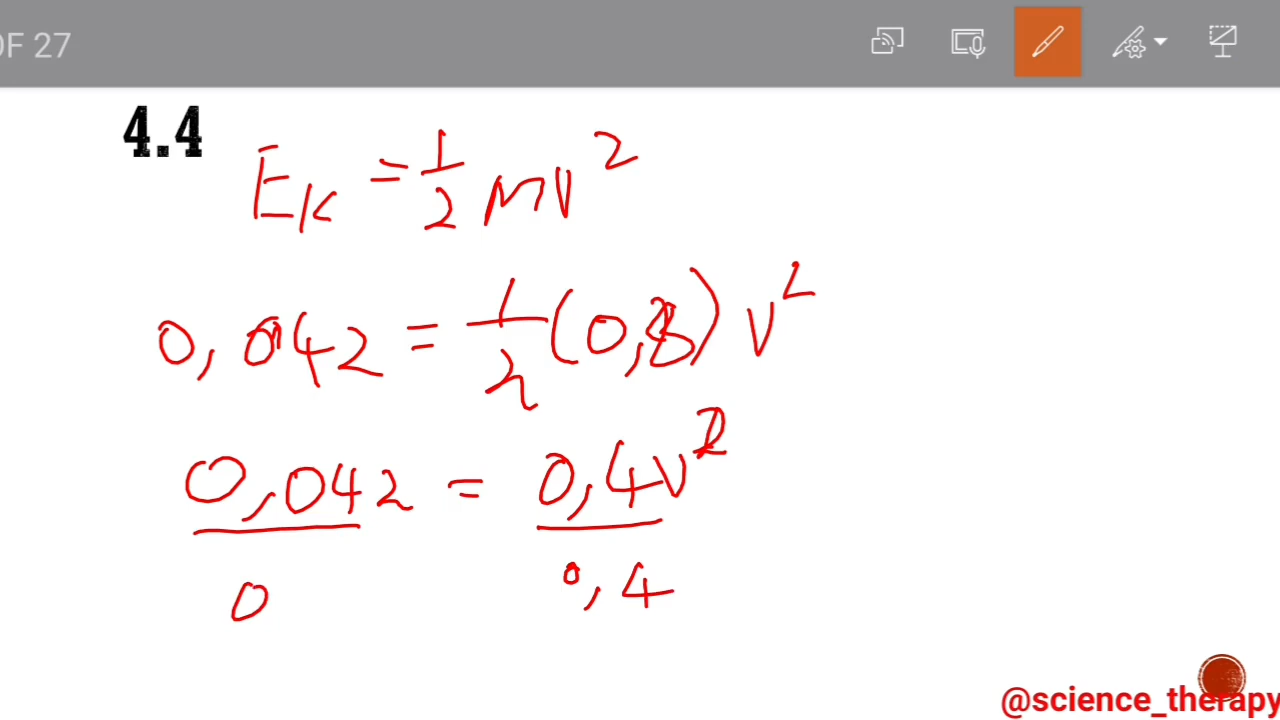 OF 27
4.4
Ek = 1/2 mv²
0,042 = 1/2 (0,8) v²
0,042 = 0,4v²
0 0,4
@science_therapy